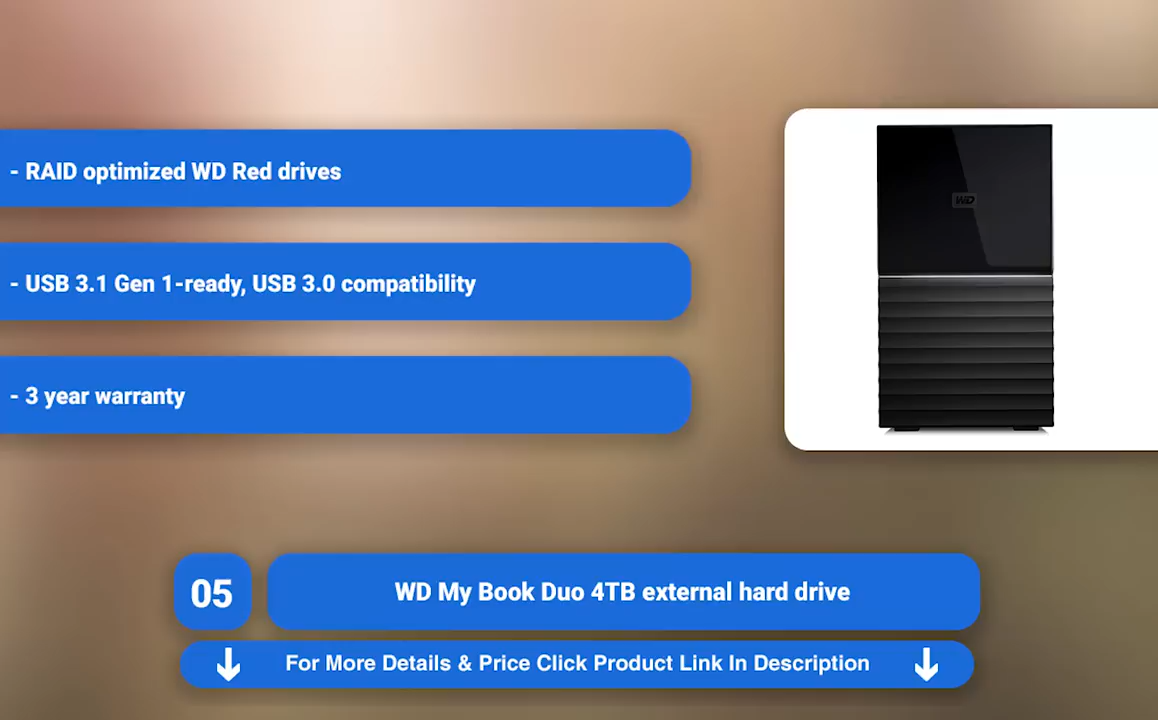 - RAID optimized WD Red drives
WD
- USB 3.1 Gen 1-ready, USB 3.0 compatibility
- 3 year warranty
05
WD My Book Duo 4TB external hard drive
For More Details & Price Click Product Link In Description